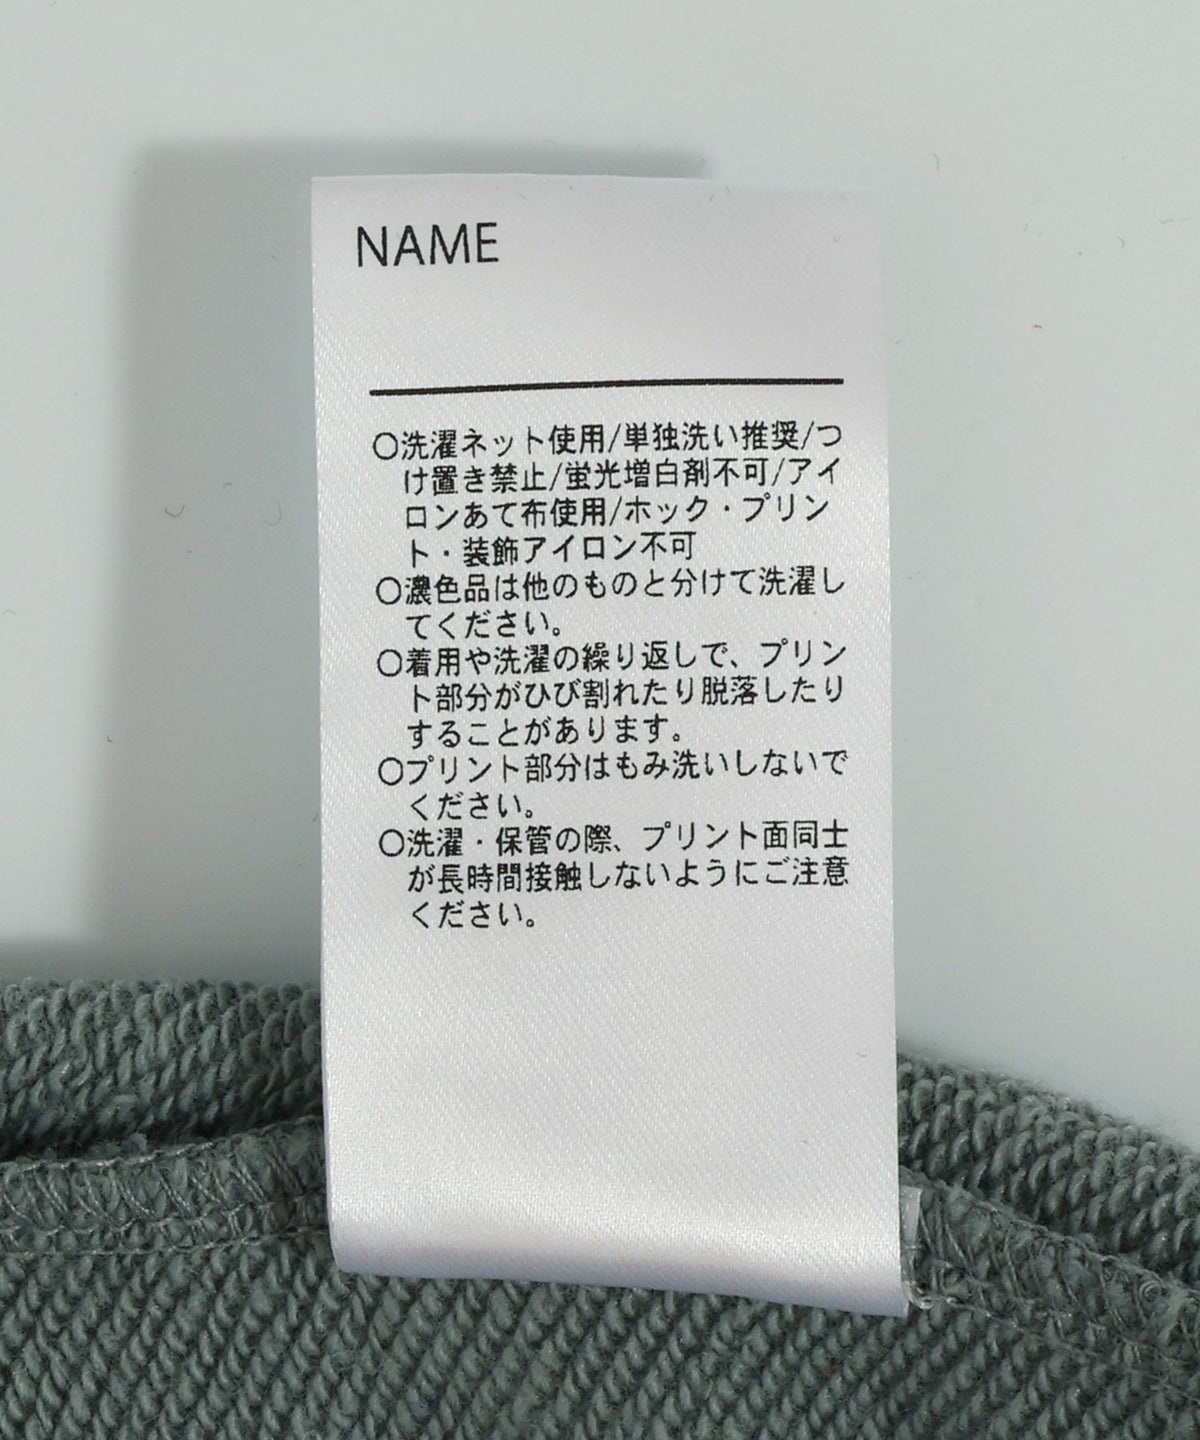 NAME
○洗濯ネット使用/単独洗い推奨/つ
け置き禁止/蛍光増白剤不可/アイ
ロンあて布使用/ホック・プリン
ト・装飾アイロン不可
○濃色品は他のものと分けて洗濯し
てください。
○着用や洗濯の繰り返しで、プリン
ト部分がひび割れたり脱落したり
することがあります。
○プリント部分はもみ洗いしないで
ください。
○洗濯・保管の際、プリント面同士
が長時間接触しないようにご注意
ください。